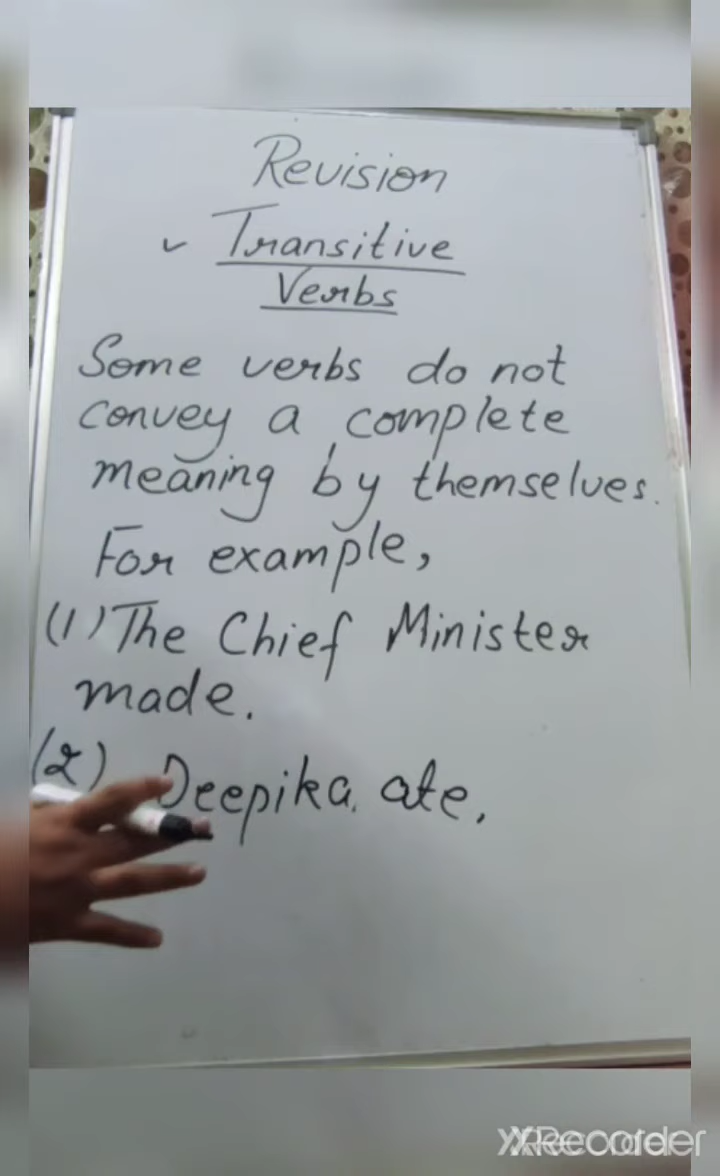 Revision
✓ Transitive
Verbs
Some verbs do not
convey a complete
meaning by themselves.
For example,
(1) The Chief Minister
made.
(2) Deepika ate.
XRecorder